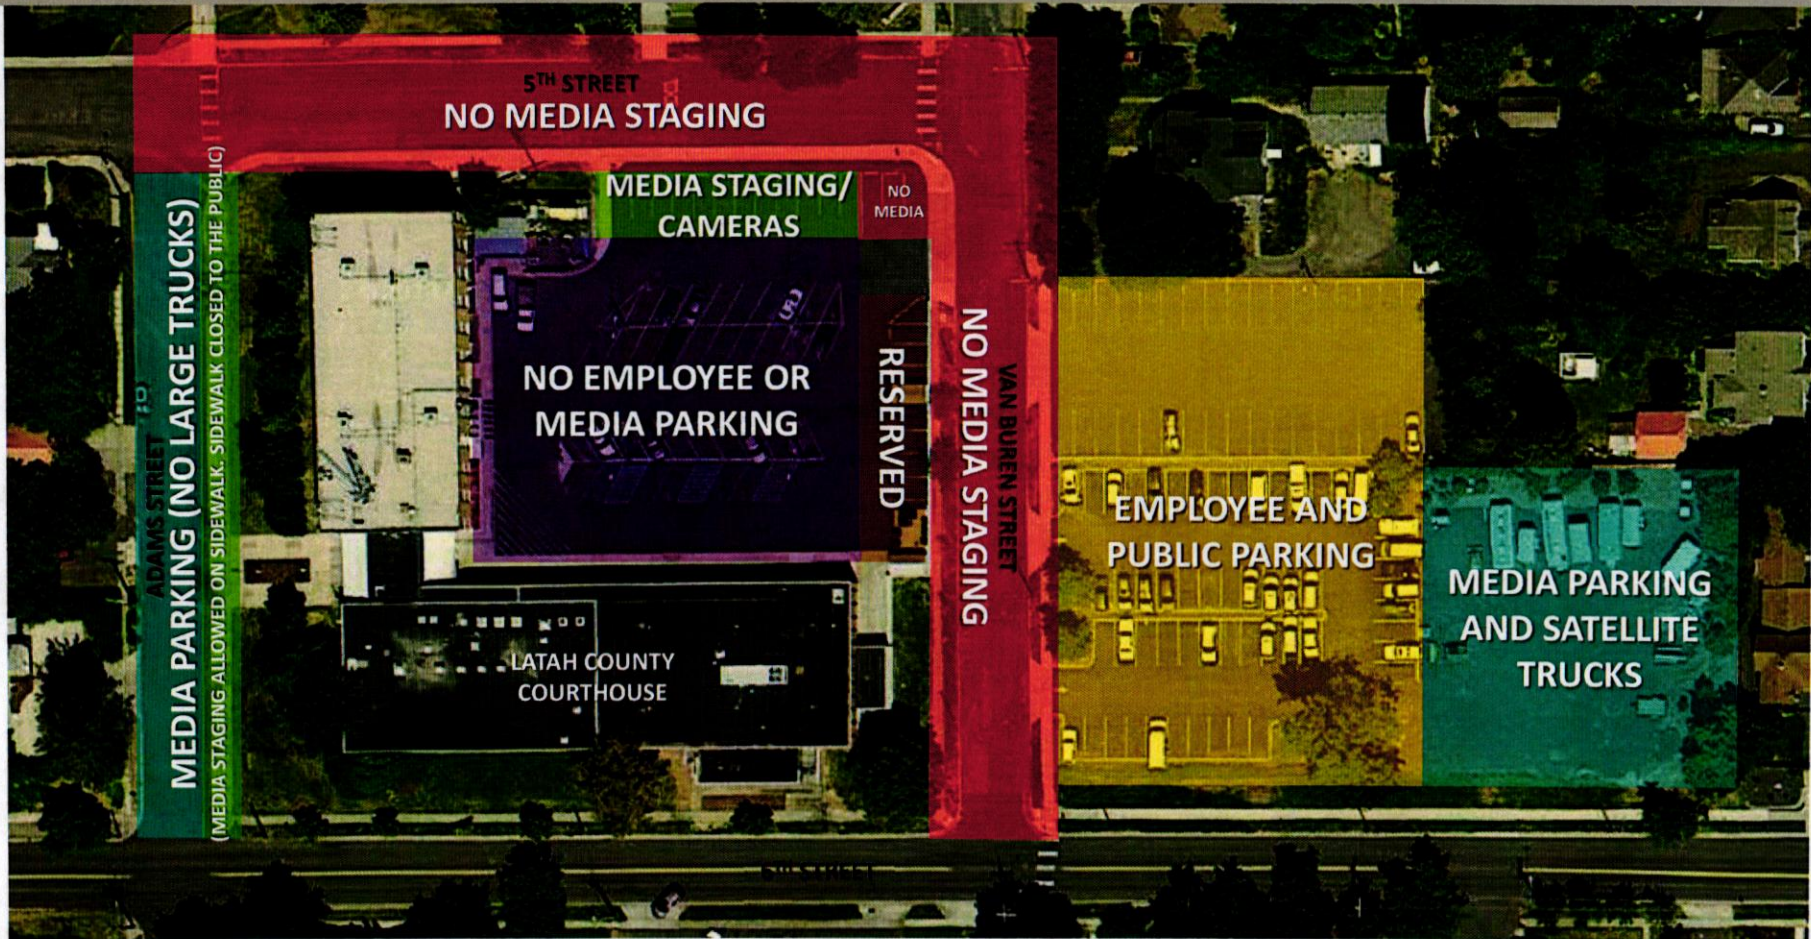 5TH STREET
NO MEDIA STAGING
MEDIA STAGING/
CAMERAS
NO
MEDIA
ADAMS STREET
MEDIA PARKING (NO LARGE TRUCKS)
(MEDIA STAGING ALLOWED ON SIDEWALK. SIDEWALK CLOSED TO THE PUBLIC)
NO EMPLOYEE OR
MEDIA PARKING
RESERVED
NO MEDIA STAGING
VAN BUREN STREET
EMPLOYEE AND
PUBLIC PARKING
MEDIA PARKING
AND SATELLITE
TRUCKS
LATAH COUNTY
COURTHOUSE
6TH STREET